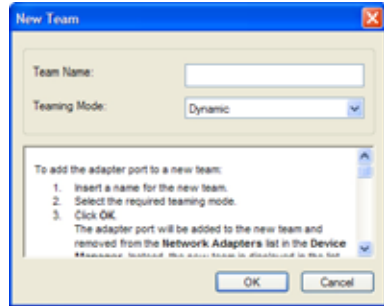 New Team
Team Name:
Teaming Mode:
Dynamic
To add the adapter port to a new team:
1. Insert a name for the new team.
2. Select the required teaming mode.
3. Click OK.
The adapter port will be added to the new team and
removed from the Network Adapters list in the Device
Manager. Instead, the new team is displayed in the list
OK
Cancel